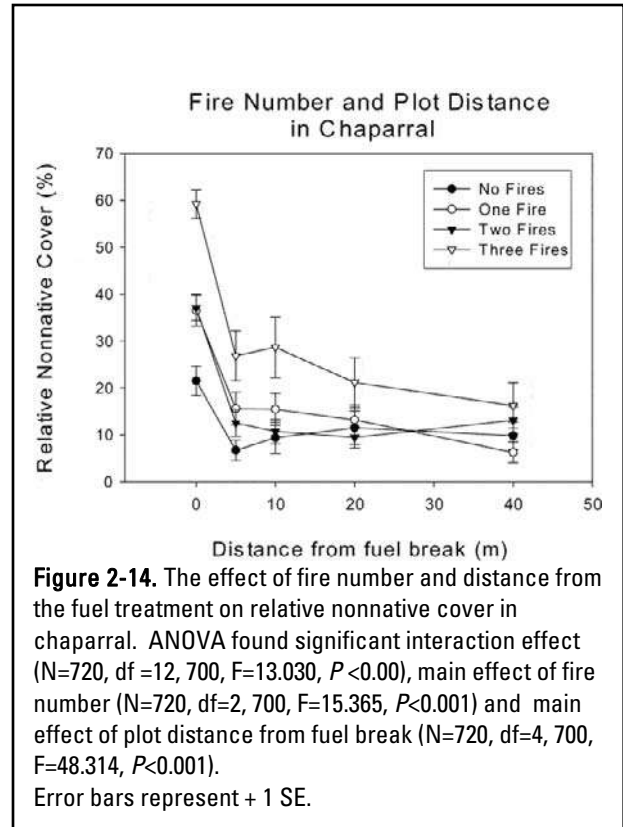 Fire Number and Plot Distance
in Chaparral
Relative Nonnative Cover (%)
70
60
50
40
30
20
10
0
No Fires
One Fire
Two Fires
Three Fires
0 10 20 30 40 50
Distance from fuel break (m)
Figure 2-14. The effect of fire number and distance from
the fuel treatment on relative nonnative cover in
chaparral. ANOVA found significant interaction effect
(N=720, df =12, 700, F=13.030, P <0.00), main effect of fire
number (N=720, df=2, 700, F=15.365, P<0.001) and main
effect of plot distance from fuel break (N=720, df=4, 700,
F=48.314, P<0.001).
Error bars represent + 1 SE.